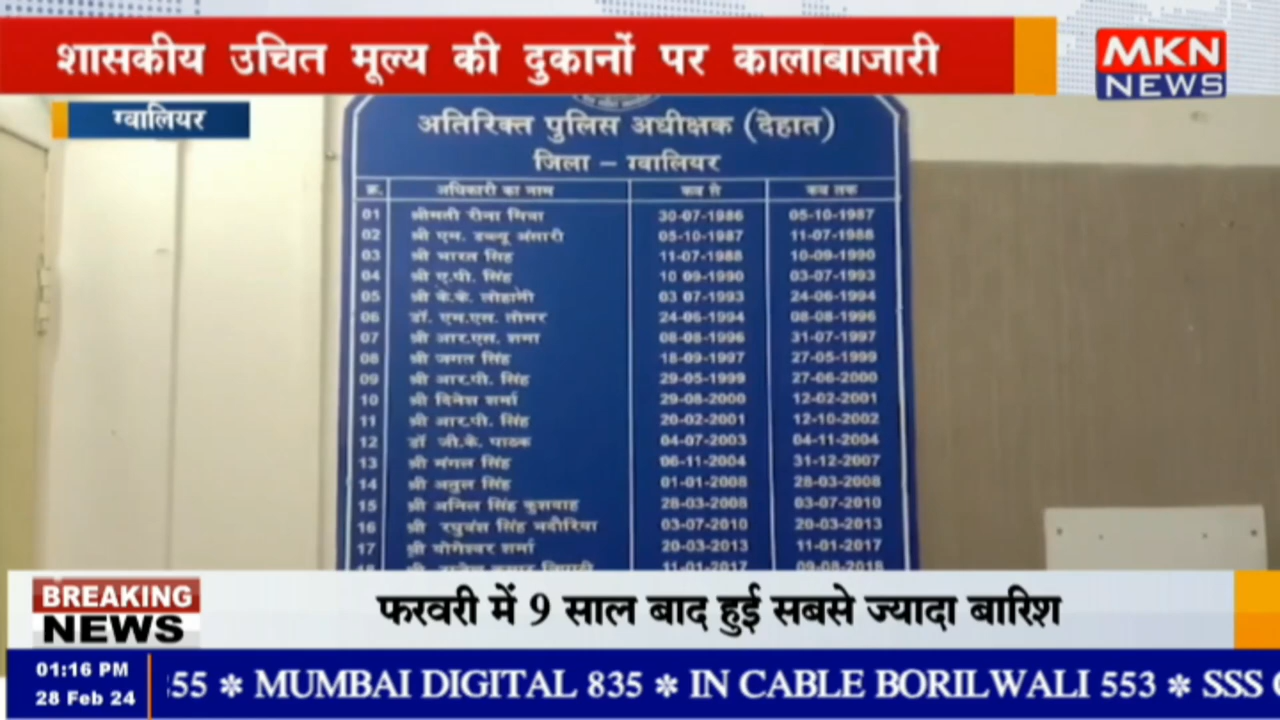 शासकीय उचित मूल्य की दुकानों पर कालाबाजारी
MKN
NEWS
ग्वालियर
अतिरिक्त पुलिस अधीक्षक (देहात)
जिला – ग्वालियर
क्र. अधिकारी का नाम कब से कब तक
01 श्रीमती रीना मित्रा 30-07-1986 05-10-1987
02 श्री एम. डब्ल्यू अंसारी 05-10-1987 11-07-1988
03 श्री भारत सिंह 11-07-1988 10-09-1990
04 श्री ए.पी. सिंह 10 09-1990 03-07-1993
05 श्री के.के. लोहानी 03 07-1993 24-06-1994
06 डॉ. एम.एस. तोमर 24-06-1994 08-08-1996
07 श्री आर.एस. शर्मा 08-08-1996 31-07-1997
08 श्री जगत सिंह 18-09-1997 27-05-1999
09 श्री आर.पी. सिंह 29-05-1999 27-06-2000
10 श्री दिनेश शर्मा 29-08-2000 12-02-2001
11 श्री आर.पी. सिंह 20-02-2001 12-10-2002
12 डॉ जी.के. पाठक 04-07-2003 04-11-2004
13 श्री मंगल सिंह 06-11-2004 31-12-2007
14 श्री अतुल सिंह 01-01-2008 28-03-2008
15 श्री अनिल सिंह कुशवाह 28-03-2008 03-07-2010
16 श्री रघुवंश सिंह भदौरिया 03-07-2010 20-03-2013
17 श्री योगेश्वर शर्मा 20-03-2013 11-01-2017
18 श्री 11-01-2017 09-08-2018
BREAKING
NEWS
फरवरी में 9 साल बाद हुई सबसे ज्यादा बारिश
01:16 PM
28 Feb 24
355 * MUMBAI DIGITAL 835 * IN CABLE BORILWALI 553 * SSS